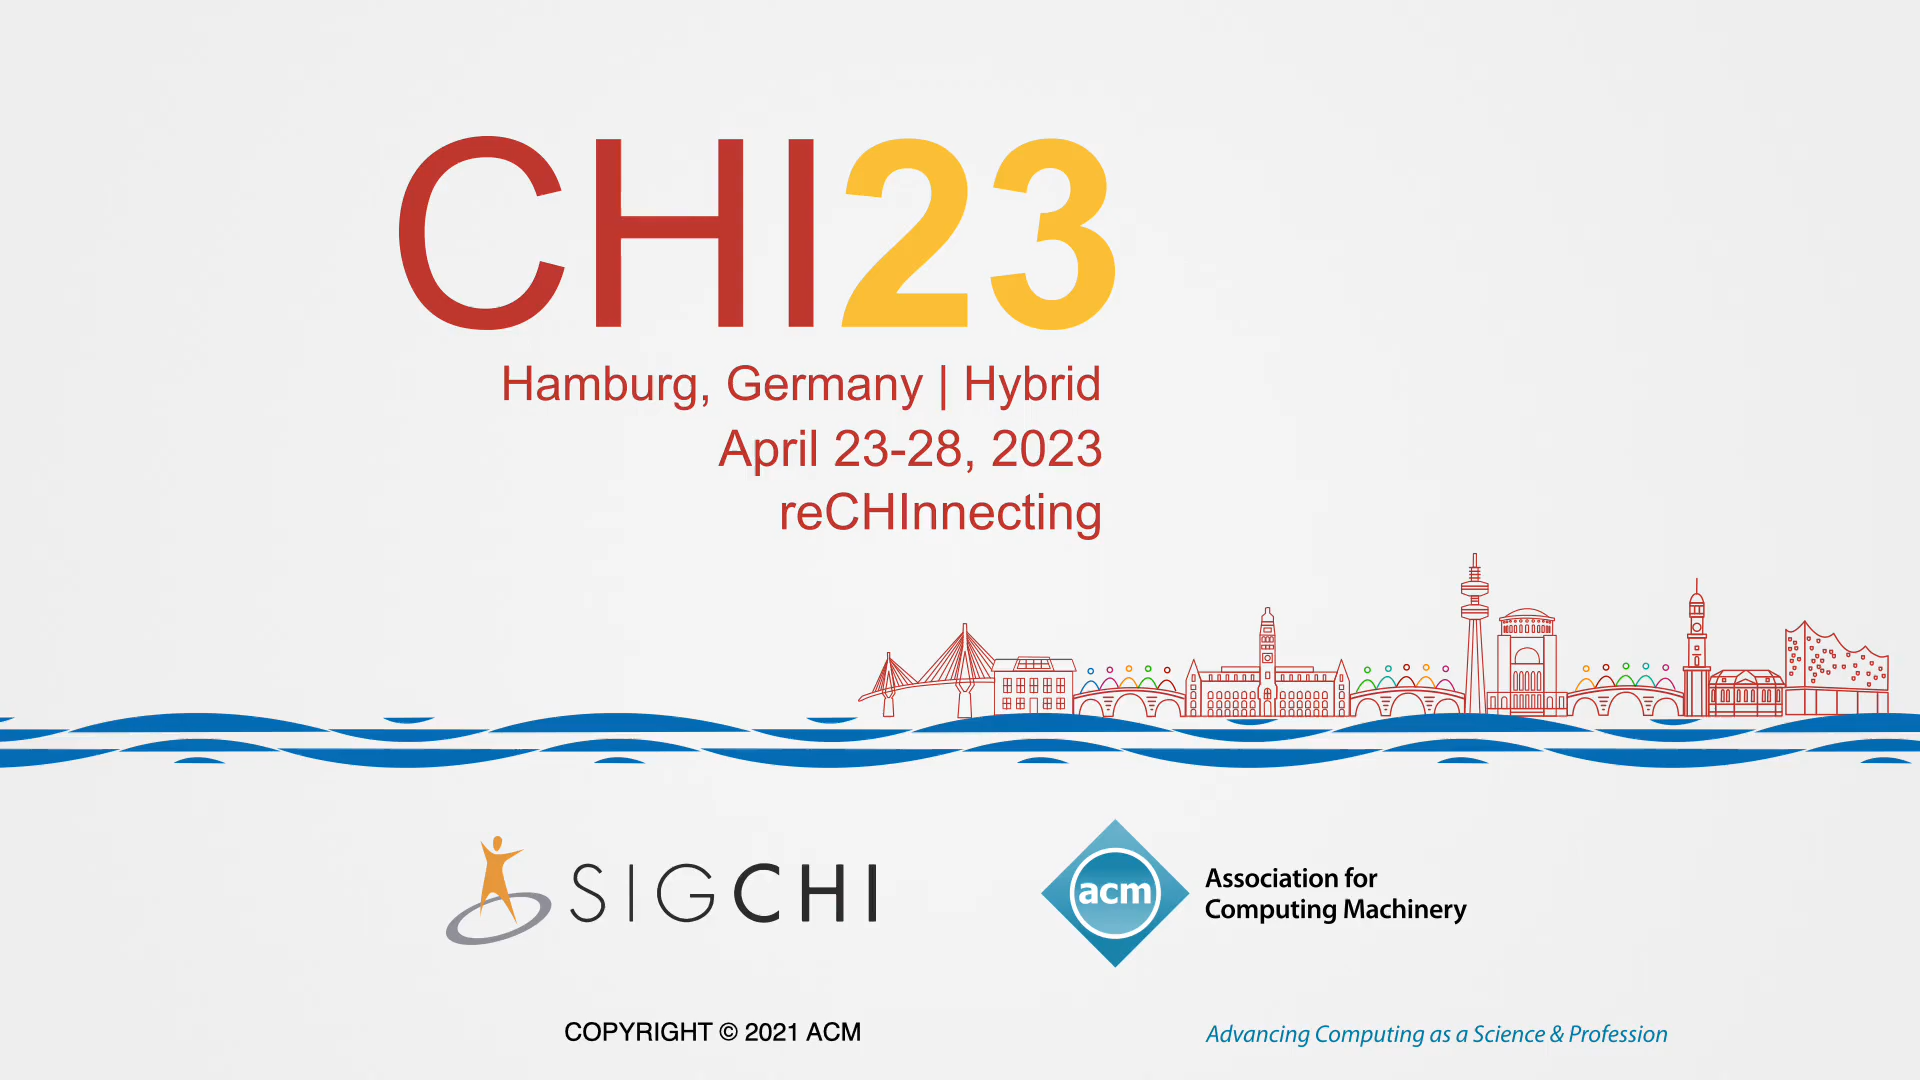 CHI23
Hamburg, Germany | Hybrid
April 23-28, 2023
reCHInnecting
SIGCHI
acm
Association for
Computing Machinery
COPYRIGHT © 2021 ACM
Advancing Computing as a Science & Profession